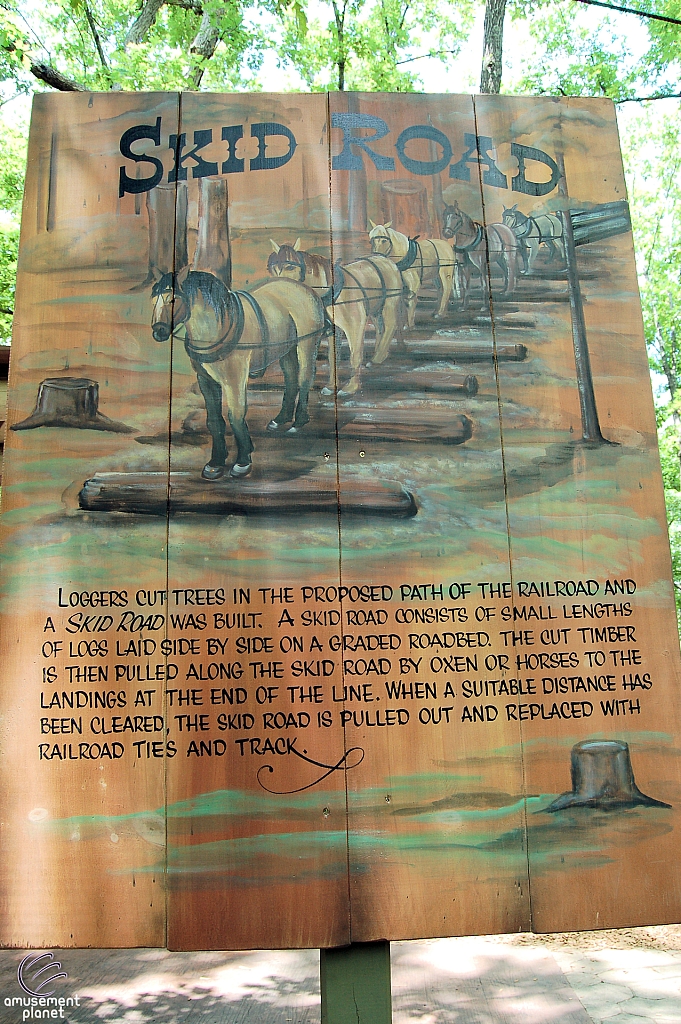 SKID ROAD
LOGGERS CUT TREES IN THE PROPOSED PATH OF THE RAILROAD AND
A SKID ROAD WAS BUILT. A SKID ROAD CONSISTS OF SMALL LENGTHS
OF LOGS LAID SIDE BY SIDE ON A GRADED ROADBED. THE CUT TIMBER
IS THEN PULLED ALONG THE SKID ROAD BY OXEN OR HORSES TO THE
LANDINGS AT THE END OF THE LINE. WHEN A SUITABLE DISTANCE HAS
BEEN CLEARED, THE SKID ROAD IS PULLED OUT AND REPLACED WITH
RAILROAD TIES AND TRACK.
amusement
planet